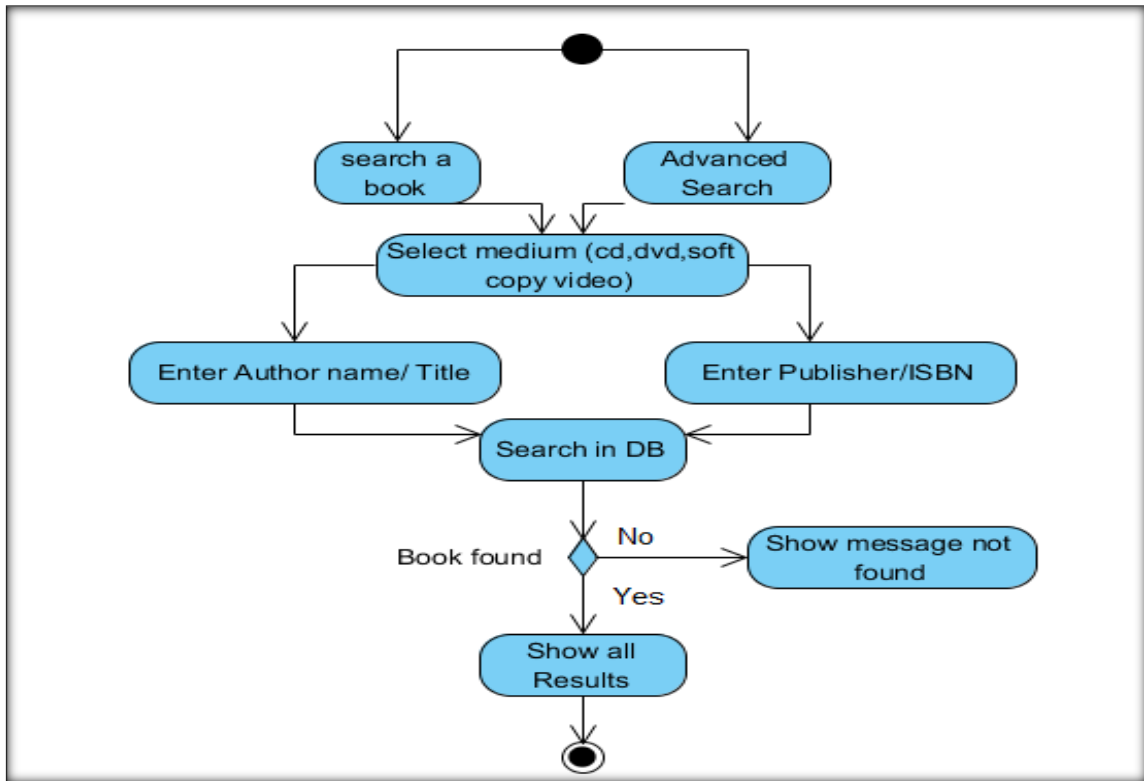 search a
book
Advanced
Search
Select medium (cd,dvd,soft
copy video)
Enter Author name/ Title
Enter Publisher/ISBN
Search in DB
Book found
No
Show message not
found
Yes
Show all
Results